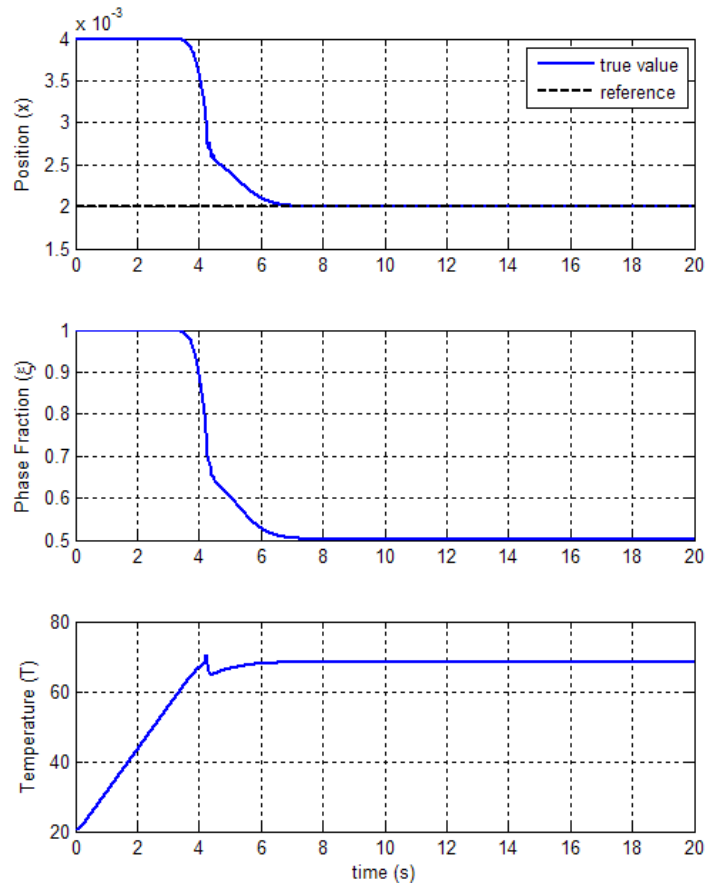 x 10-3
4
3.5
3
2.5
2
1.5
Position (x)
true value
reference
0 2 4 6 8 10 12 14 16 18 20
1
0.9
0.8
0.7
0.6
0.5
Phase Fraction (ξ)
0 2 4 6 8 10 12 14 16 18 20
80
60
40
20
Temperature (T)
0 2 4 6 8 10 12 14 16 18 20
time (s)